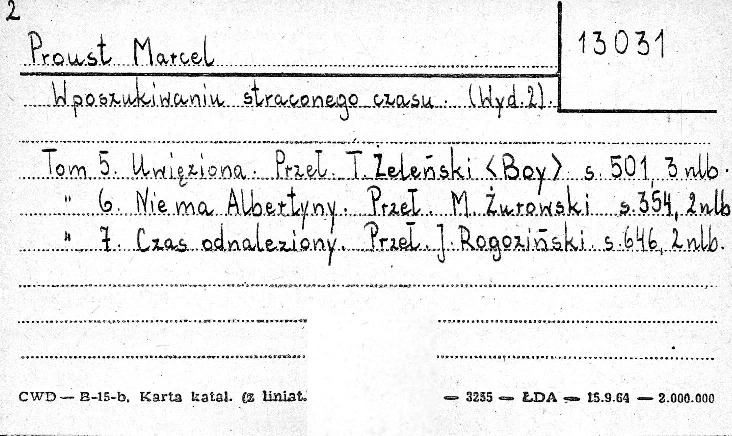 2
Proust Marcel
13031
W poszukiwaniu straconego czasu. (Wyd. 2).
Tom 5. Uwięziona. Przeł. T. Żeleński <Boy> s. 501, 3 nlb.
" 6. Nie ma Albertyny. Przeł. M. Żurowski s. 354, 2 nlb
" 7. Czas odnaleziony. Przeł. J. Rogoziński. s. 646, 2 nlb.
CWD — B-15-b, Karta katal. (z liniat. — 3235 — ŁDA — 15.9.64 — 2.000.000